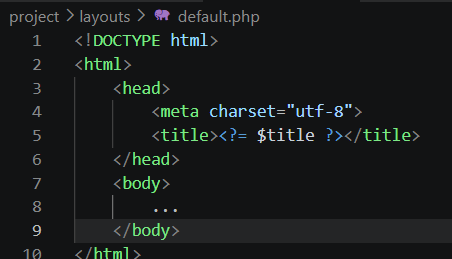 project > layouts > default.php
1 <!DOCTYPE html>
2 <html>
3 <head>
4 <meta charset="utf-8">
5 <title><?= $title ?></title>
6 </head>
7 <body>
8 ...
9 </body>
10 </html>